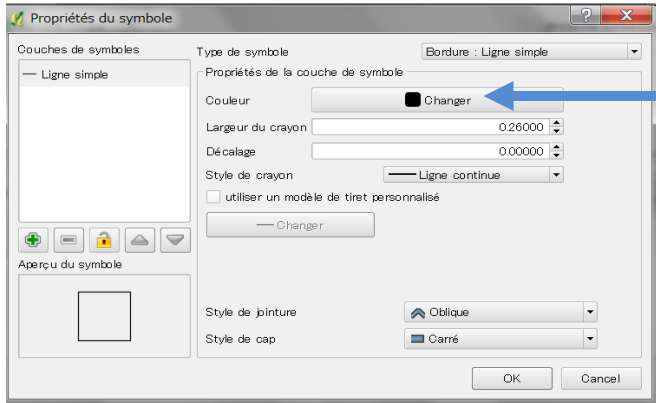 Propriétés du symbole
Couches de symboles
Ligne simple
Aperçu du symbole
Type de symbole Bordure : Ligne simple
Propriétés de la couche de symbole
Couleur Changer
Largeur du crayon 0.26000
Décalage 0.00000
Style de crayon Ligne continue
utiliser un modèle de tiret personnalisé
Changer
Style de jointure Oblique
Style de cap Carré
OK Cancel